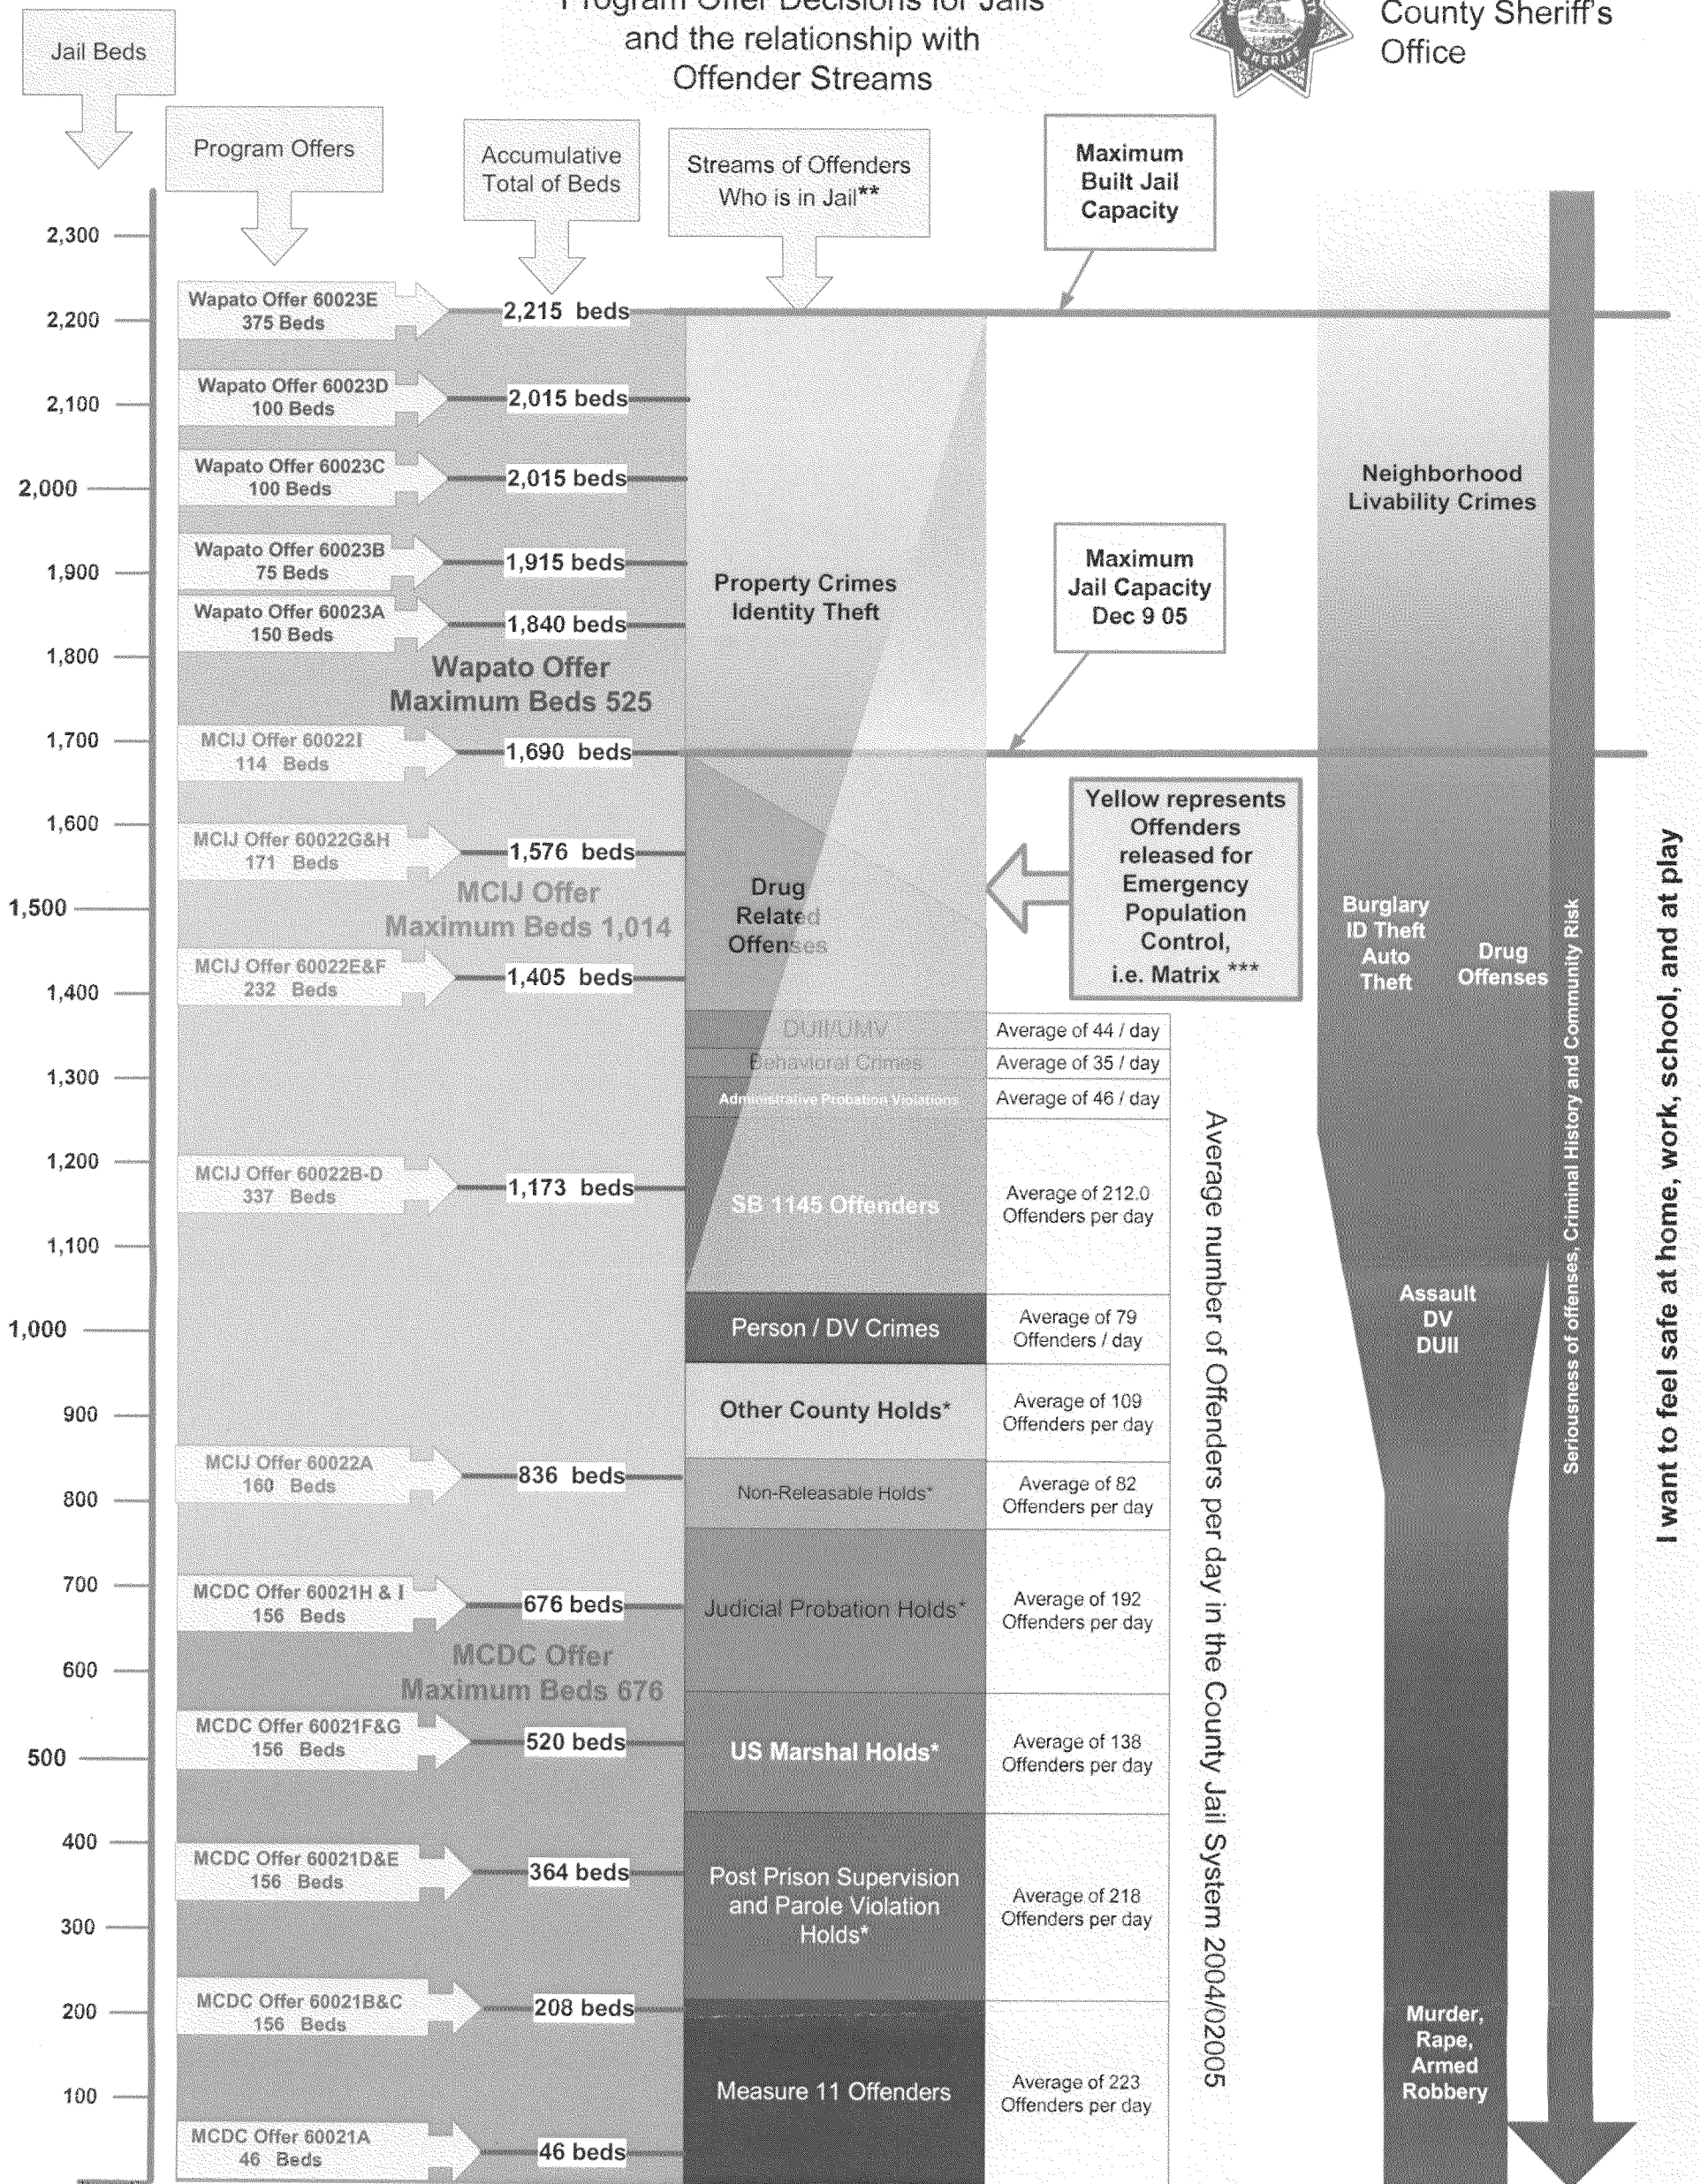 Program Offer Decisions for Jails
and the relationship with
Offender Streams
SHERIFF
County Sheriff's
Office
Jail Beds
Program Offers
Accumulative
Total of Beds
Streams of Offenders
Who is in Jail**
Maximum
Built Jail
Capacity
2,300
2,200
2,100
2,000
1,900
1,800
1,700
1,600
1,500
1,400
1,300
1,200
1,100
1,000
900
800
700
600
500
400
300
200
100
Wapato Offer 60023E
375 Beds
2,215 beds
Wapato Offer 60023D
100 Beds
2,015 beds
Wapato Offer 60023C
100 Beds
2,015 beds
Wapato Offer 60023B
75 Beds
1,915 beds
Wapato Offer 60023A
150 Beds
1,840 beds
Wapato Offer
Maximum Beds 525
MCIJ Offer 60022I
114 Beds
1,690 beds
MCIJ Offer 60022G&H
171 Beds
1,576 beds
MCIJ Offer
Maximum Beds 1,014
MCIJ Offer 60022E&F
232 Beds
1,405 beds
MCIJ Offer 60022B-D
337 Beds
1,173 beds
MCIJ Offer 60022A
160 Beds
836 beds
MCDC Offer 60021H & I
156 Beds
676 beds
MCDC Offer
Maximum Beds 676
MCDC Offer 60021F&G
156 Beds
520 beds
MCDC Offer 60021D&E
156 Beds
364 beds
MCDC Offer 60021B&C
156 Beds
208 beds
MCDC Offer 60021A
46 Beds
46 beds
Property Crimes
Identity Theft
Drug
Related
Offenses
DUII/UMV
Average of 44 / day
Behavioral Crimes
Average of 35 / day
Administrative Probation Violations
Average of 46 / day
SB 1145 Offenders
Average of 212.0
Offenders per day
Person / DV Crimes
Average of 79
Offenders / day
Other County Holds*
Average of 109
Offenders per day
Non-Releasable Holds*
Average of 82
Offenders per day
Judicial Probation Holds*
Average of 192
Offenders per day
US Marshal Holds*
Average of 138
Offenders per day
Post Prison Supervision
and Parole Violation
Holds*
Average of 218
Offenders per day
Measure 11 Offenders
Average of 223
Offenders per day
Maximum
Jail Capacity
Dec 9 05
Yellow represents
Offenders
released for
Emergency
Population
Control,
i.e. Matrix ***
Average number of Offenders per day in the County Jail System 2004/02005
Neighborhood
Livability Crimes
Burglary
ID Theft
Auto
Theft
Drug
Offenses
Assault
DV
DUII
Murder,
Rape,
Armed
Robbery
Seriousness of offenses, Criminal History and Community Risk
I want to feel safe at home, work, school, and at play